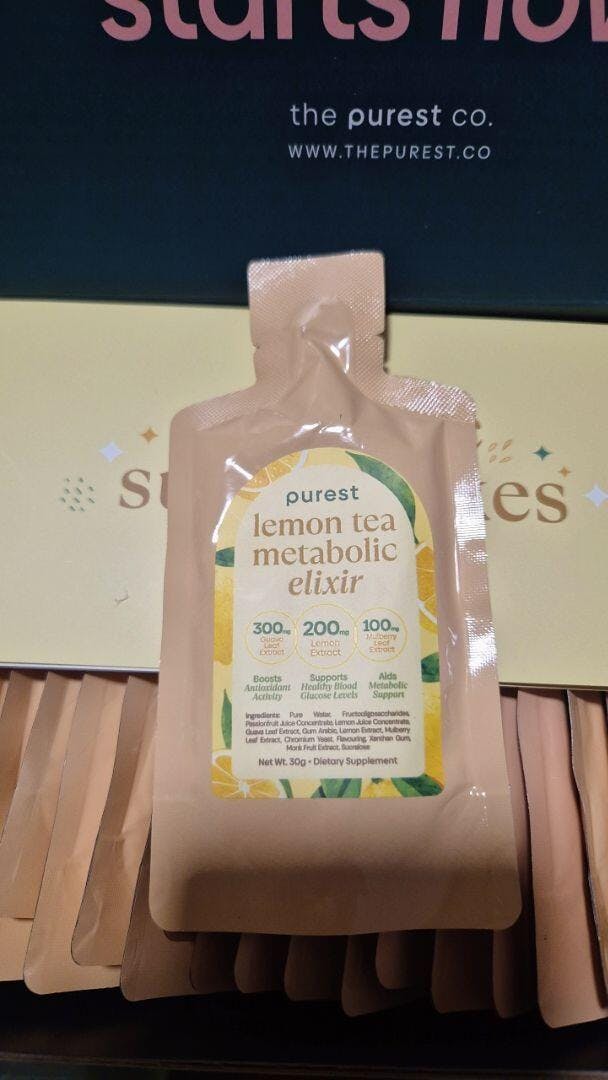 starts now
the purest co.
WWW.THEPUREST.CO
purest
lemon tea
metabolic
elixir
300mg
Guava
Leaf
Extract
200mg
Lemon
Extract
100mg
Mulberry
Leaf
Extract
Boosts
Antioxidant
Activity
Supports
Healthy Blood
Glucose Levels
Aids
Metabolic
Support
Ingredients: Pure Water, Fructooligosaccharides,
Passionfruit Juice Concentrate, Lemon Juice Concentrate,
Guava Leaf Extract, Gum Arabic, Lemon Extract, Mulberry
Leaf Extract, Chromium Yeast, Flavouring, Xanthan Gum,
Monk Fruit Extract, Sucralose
Net Wt. 30g • Dietary Supplement